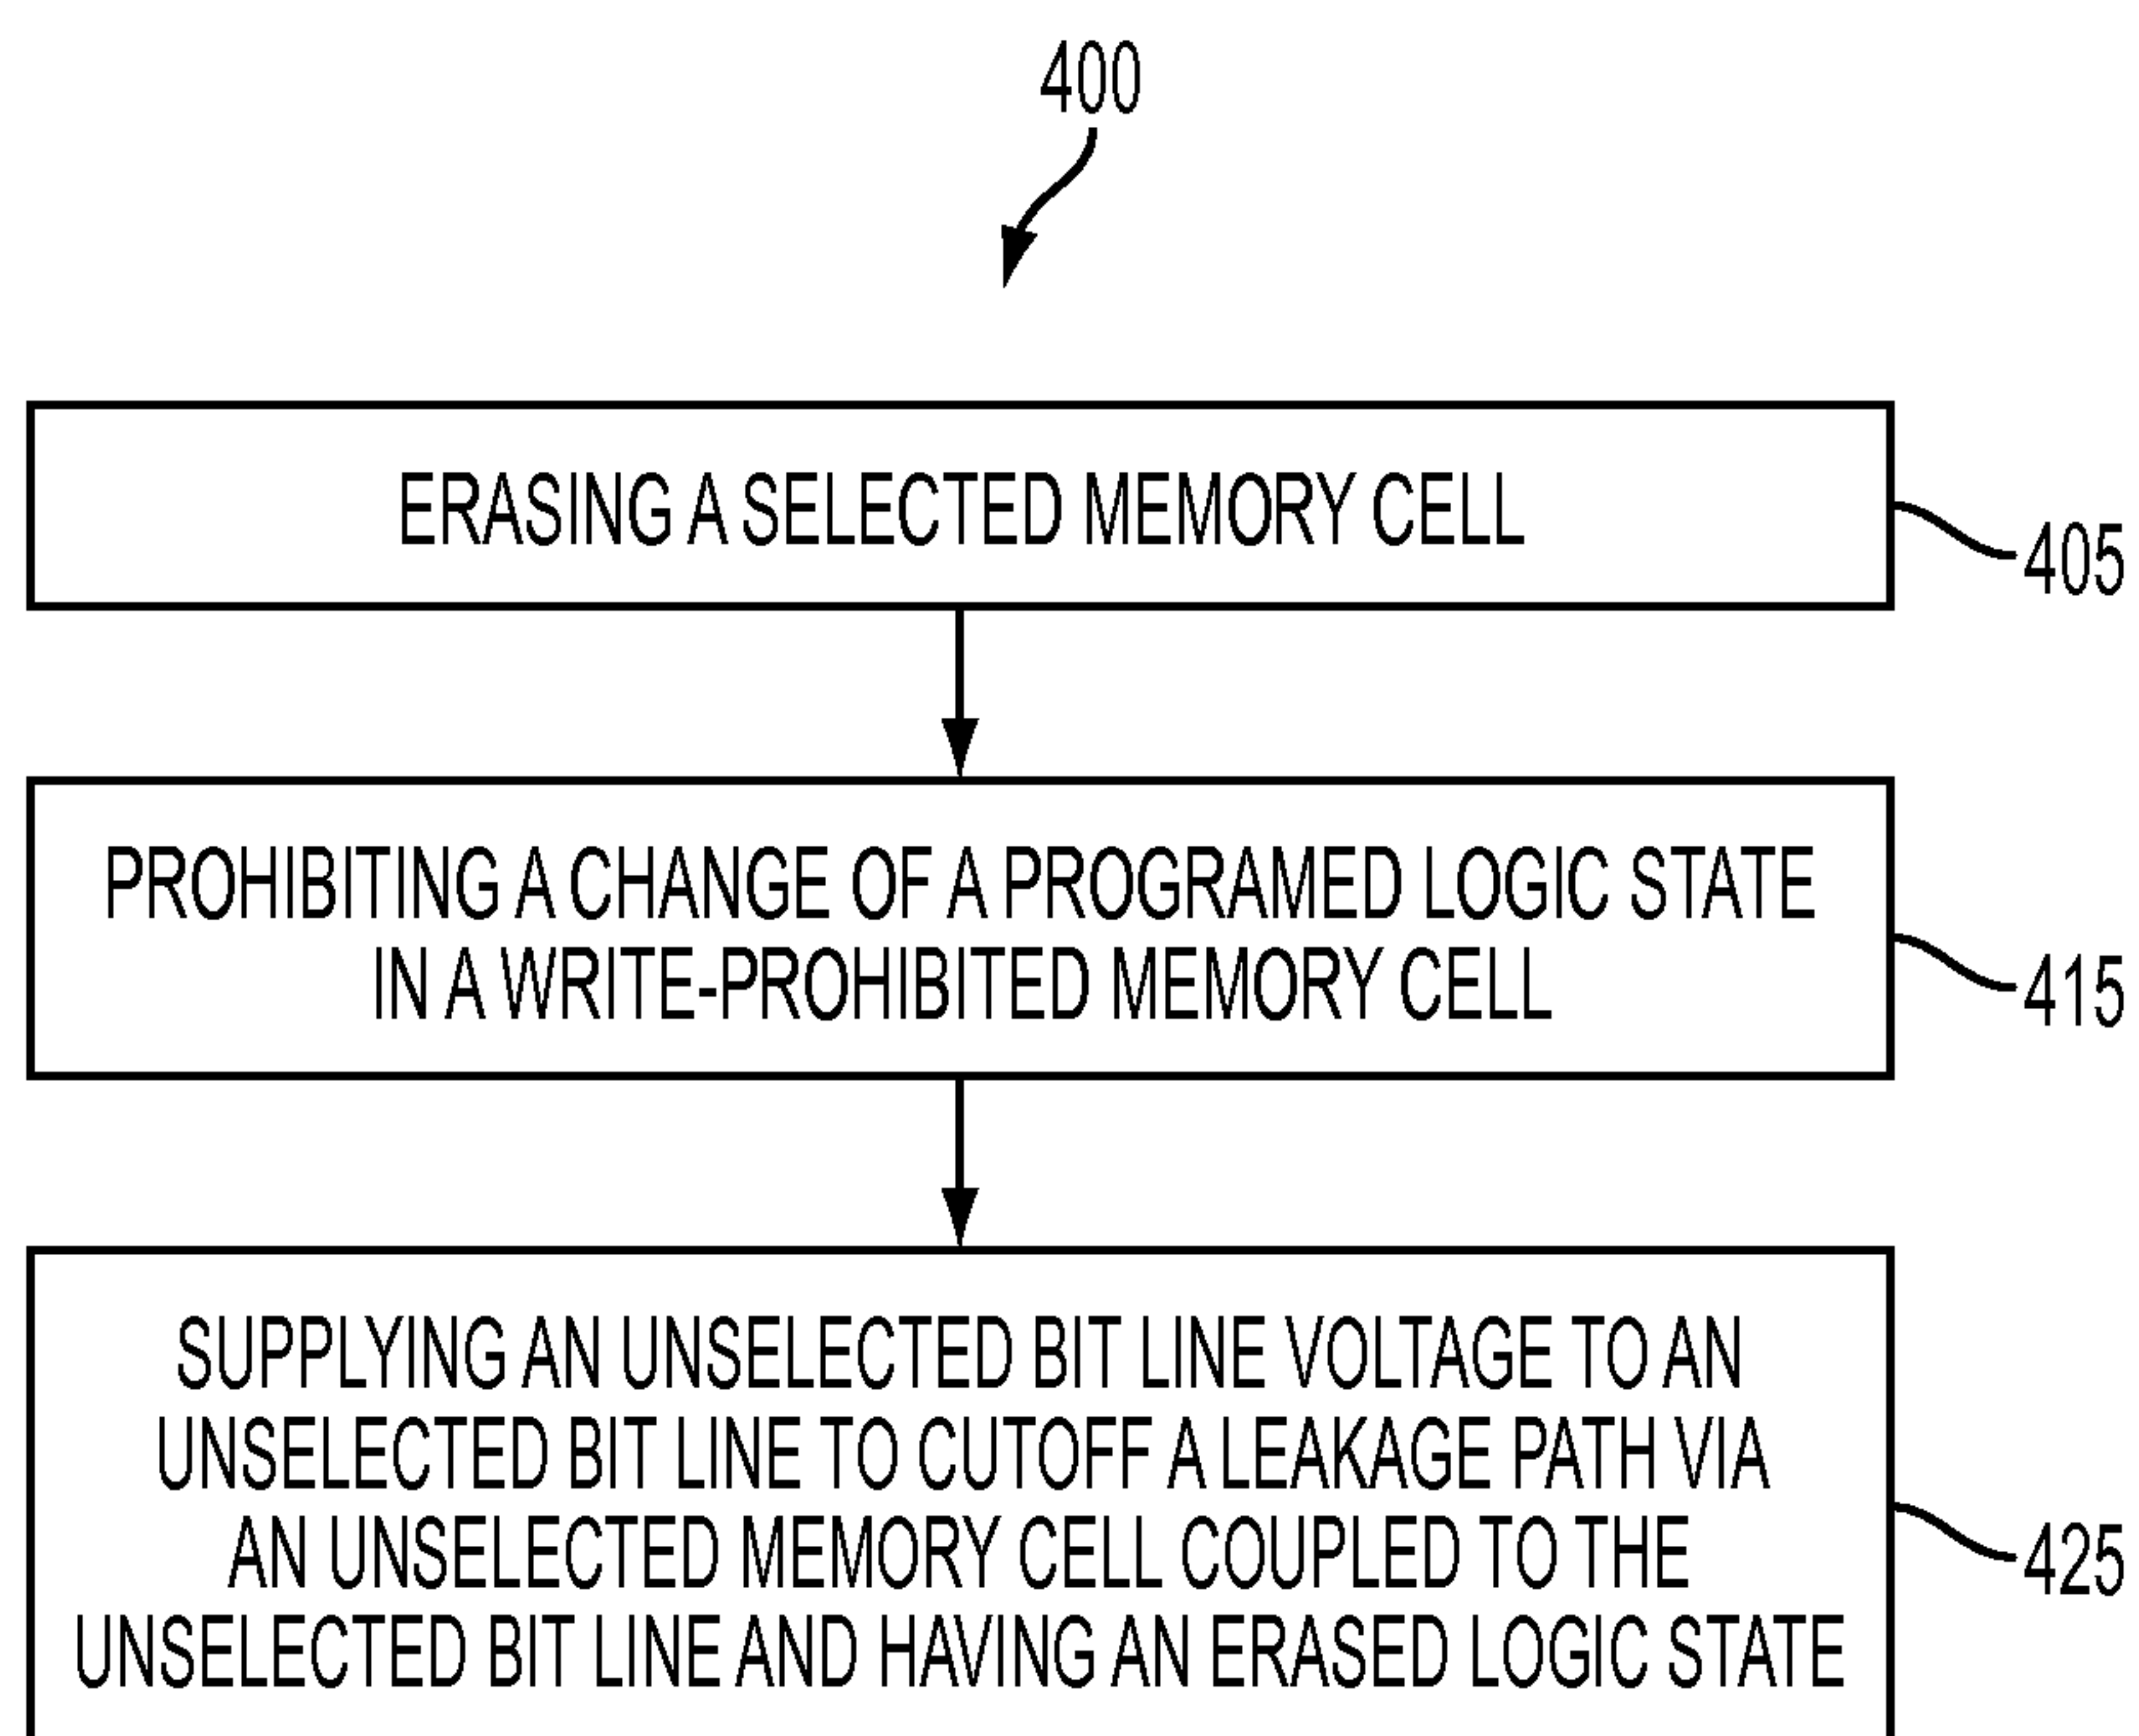 400
ERASING A SELECTED MEMORY CELL
405
PROHIBITING A CHANGE OF A PROGRAMED LOGIC STATE
IN A WRITE-PROHIBITED MEMORY CELL
415
SUPPLYING AN UNSELECTED BIT LINE VOLTAGE TO AN
UNSELECTED BIT LINE TO CUTOFF A LEAKAGE PATH VIA
AN UNSELECTED MEMORY CELL COUPLED TO THE
UNSELECTED BIT LINE AND HAVING AN ERASED LOGIC STATE
425